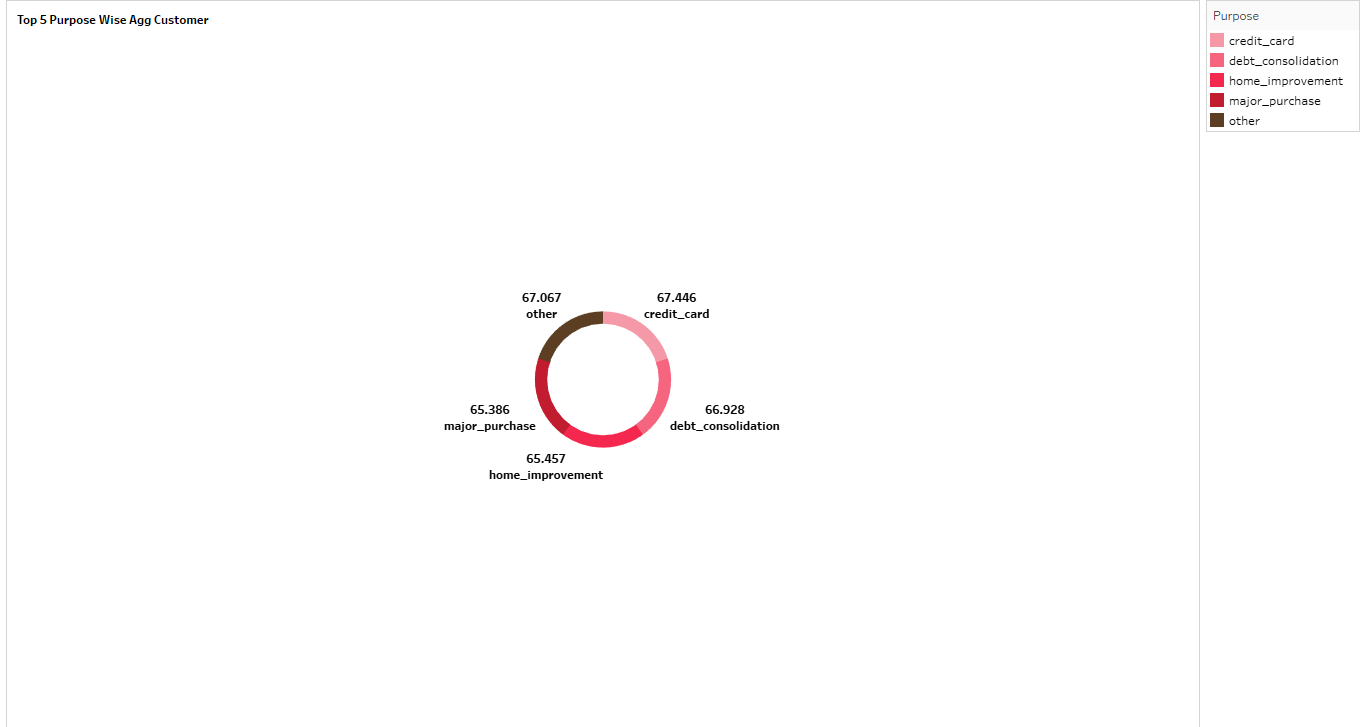 Top 5 Purpose Wise Agg Customer
67.067
other
67.446
credit_card
65.386
major_purchase
66.928
debt_consolidation
65.457
home_improvement
Purpose
credit_card
debt_consolidation
home_improvement
major_purchase
other